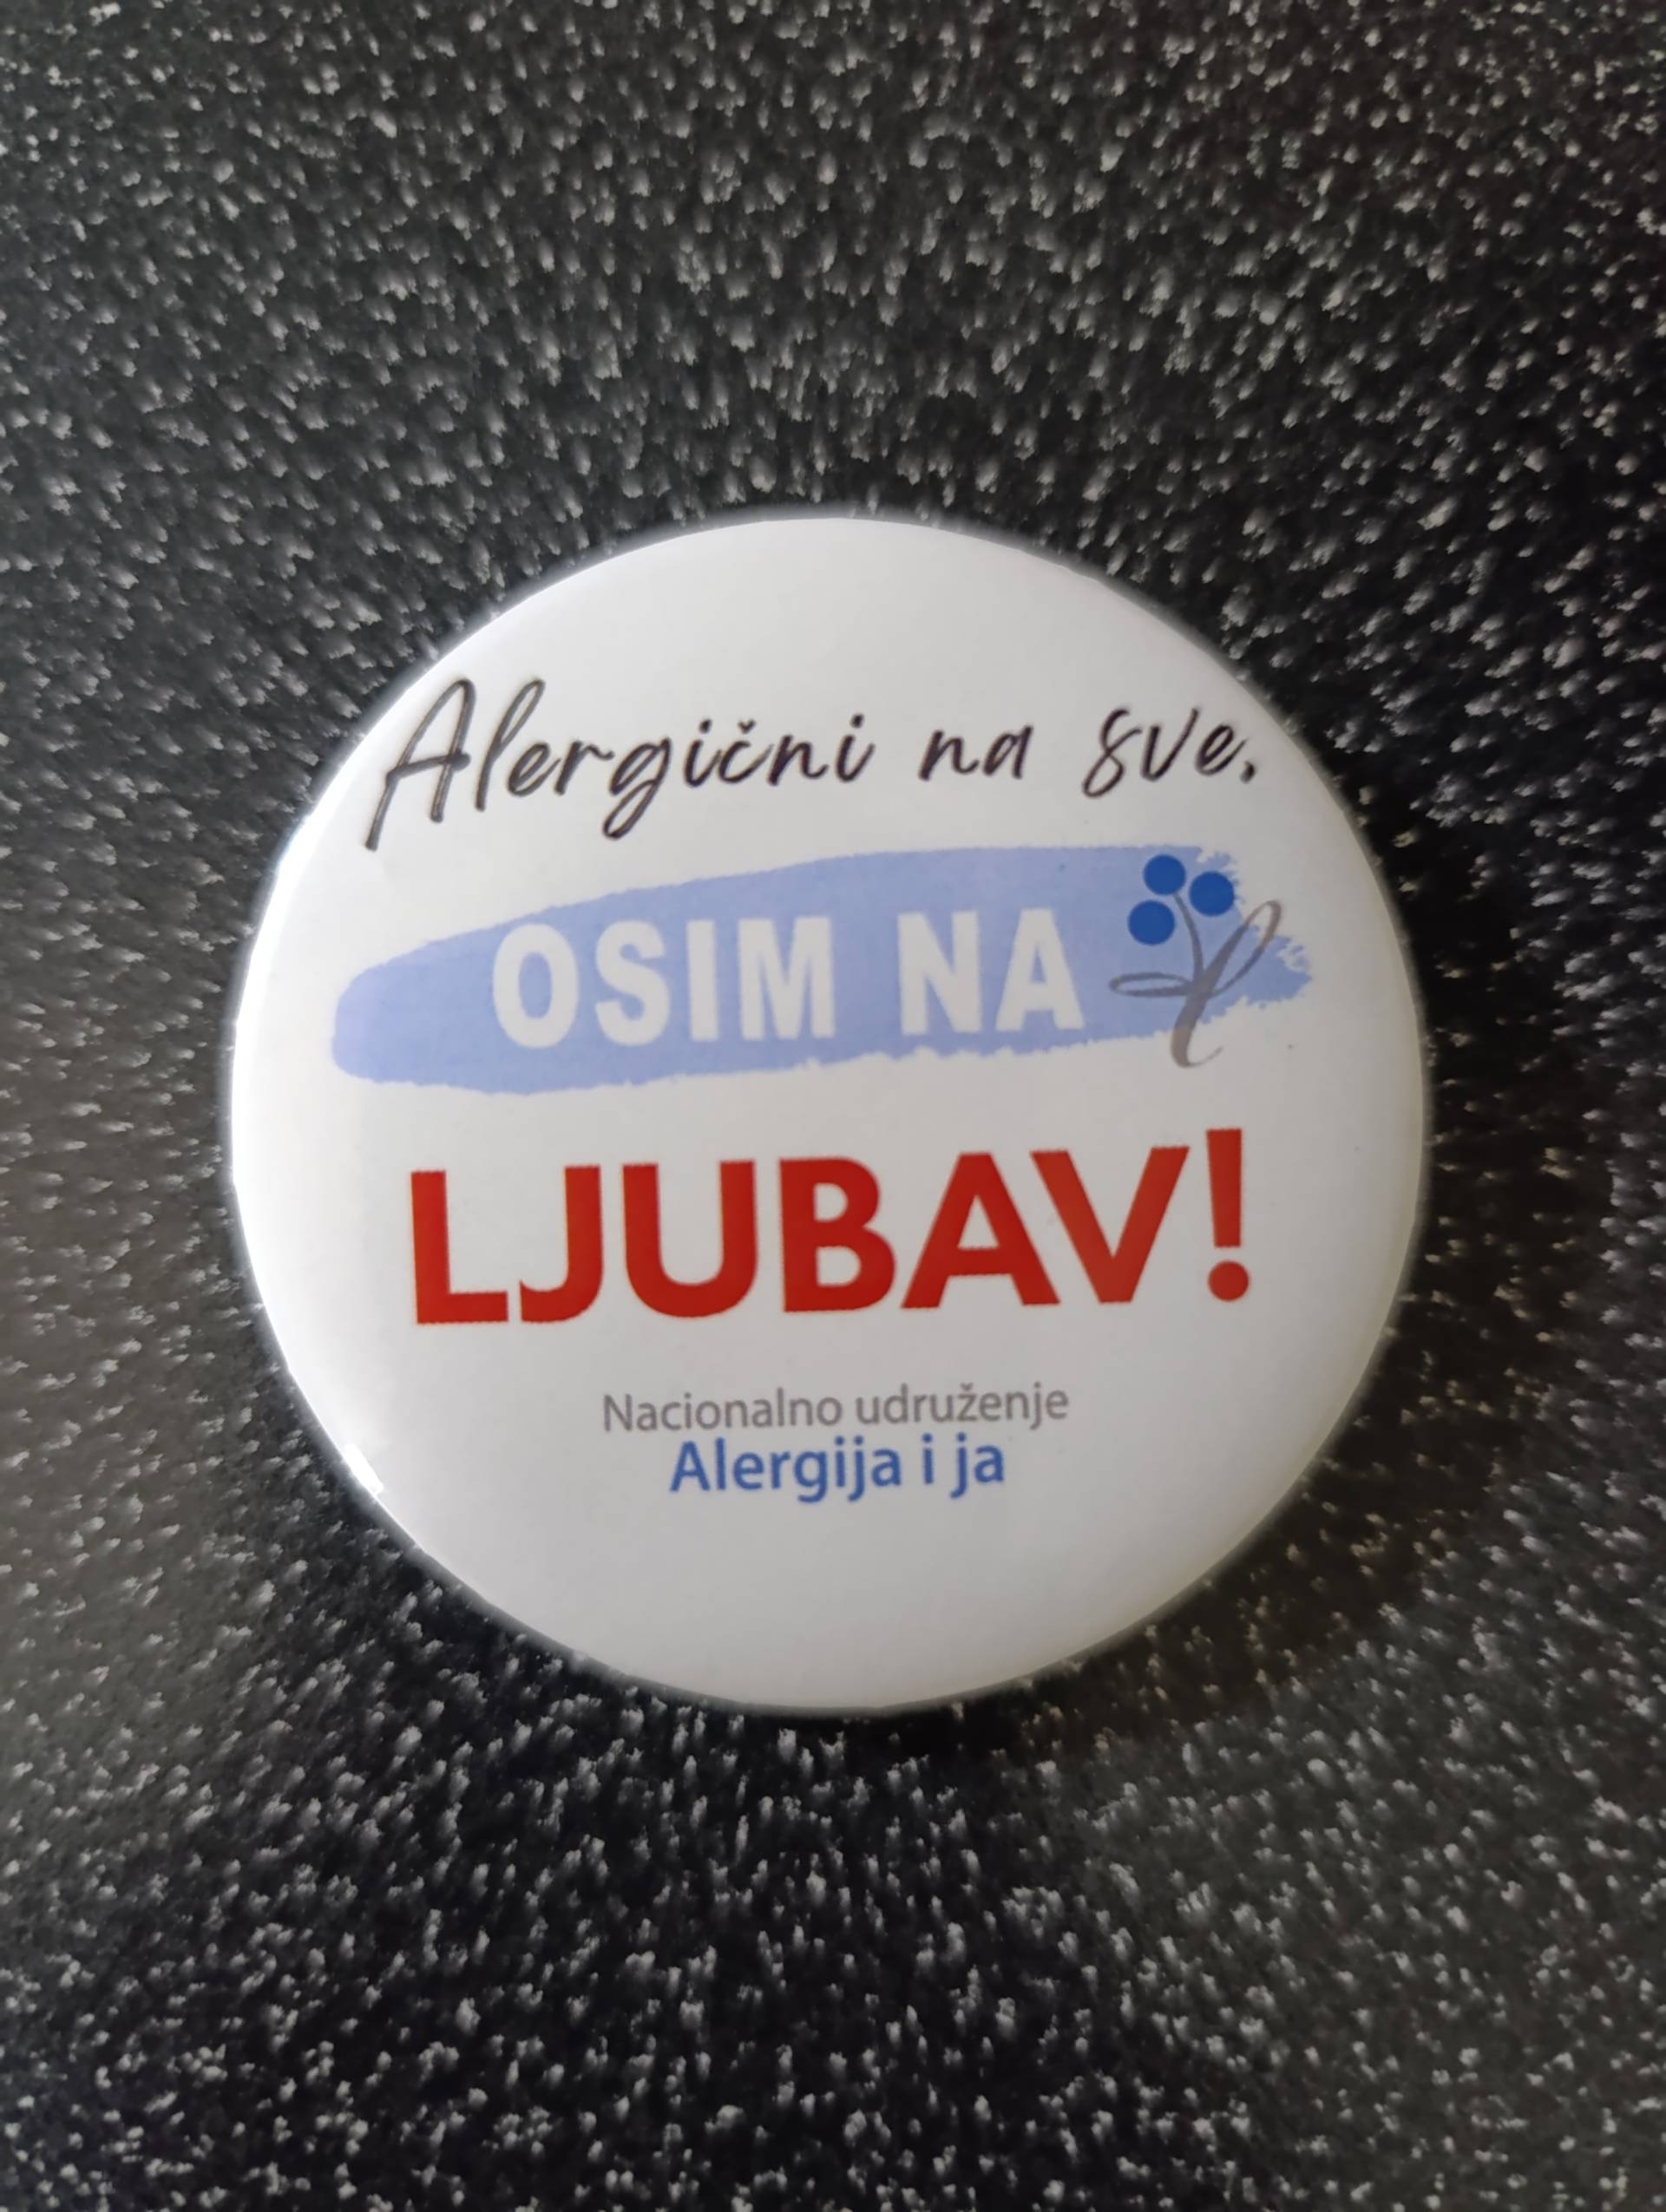 Alergični na sve,
OSIM NA
LJUBAV!
Nacionalno udruženje
Alergija i ja